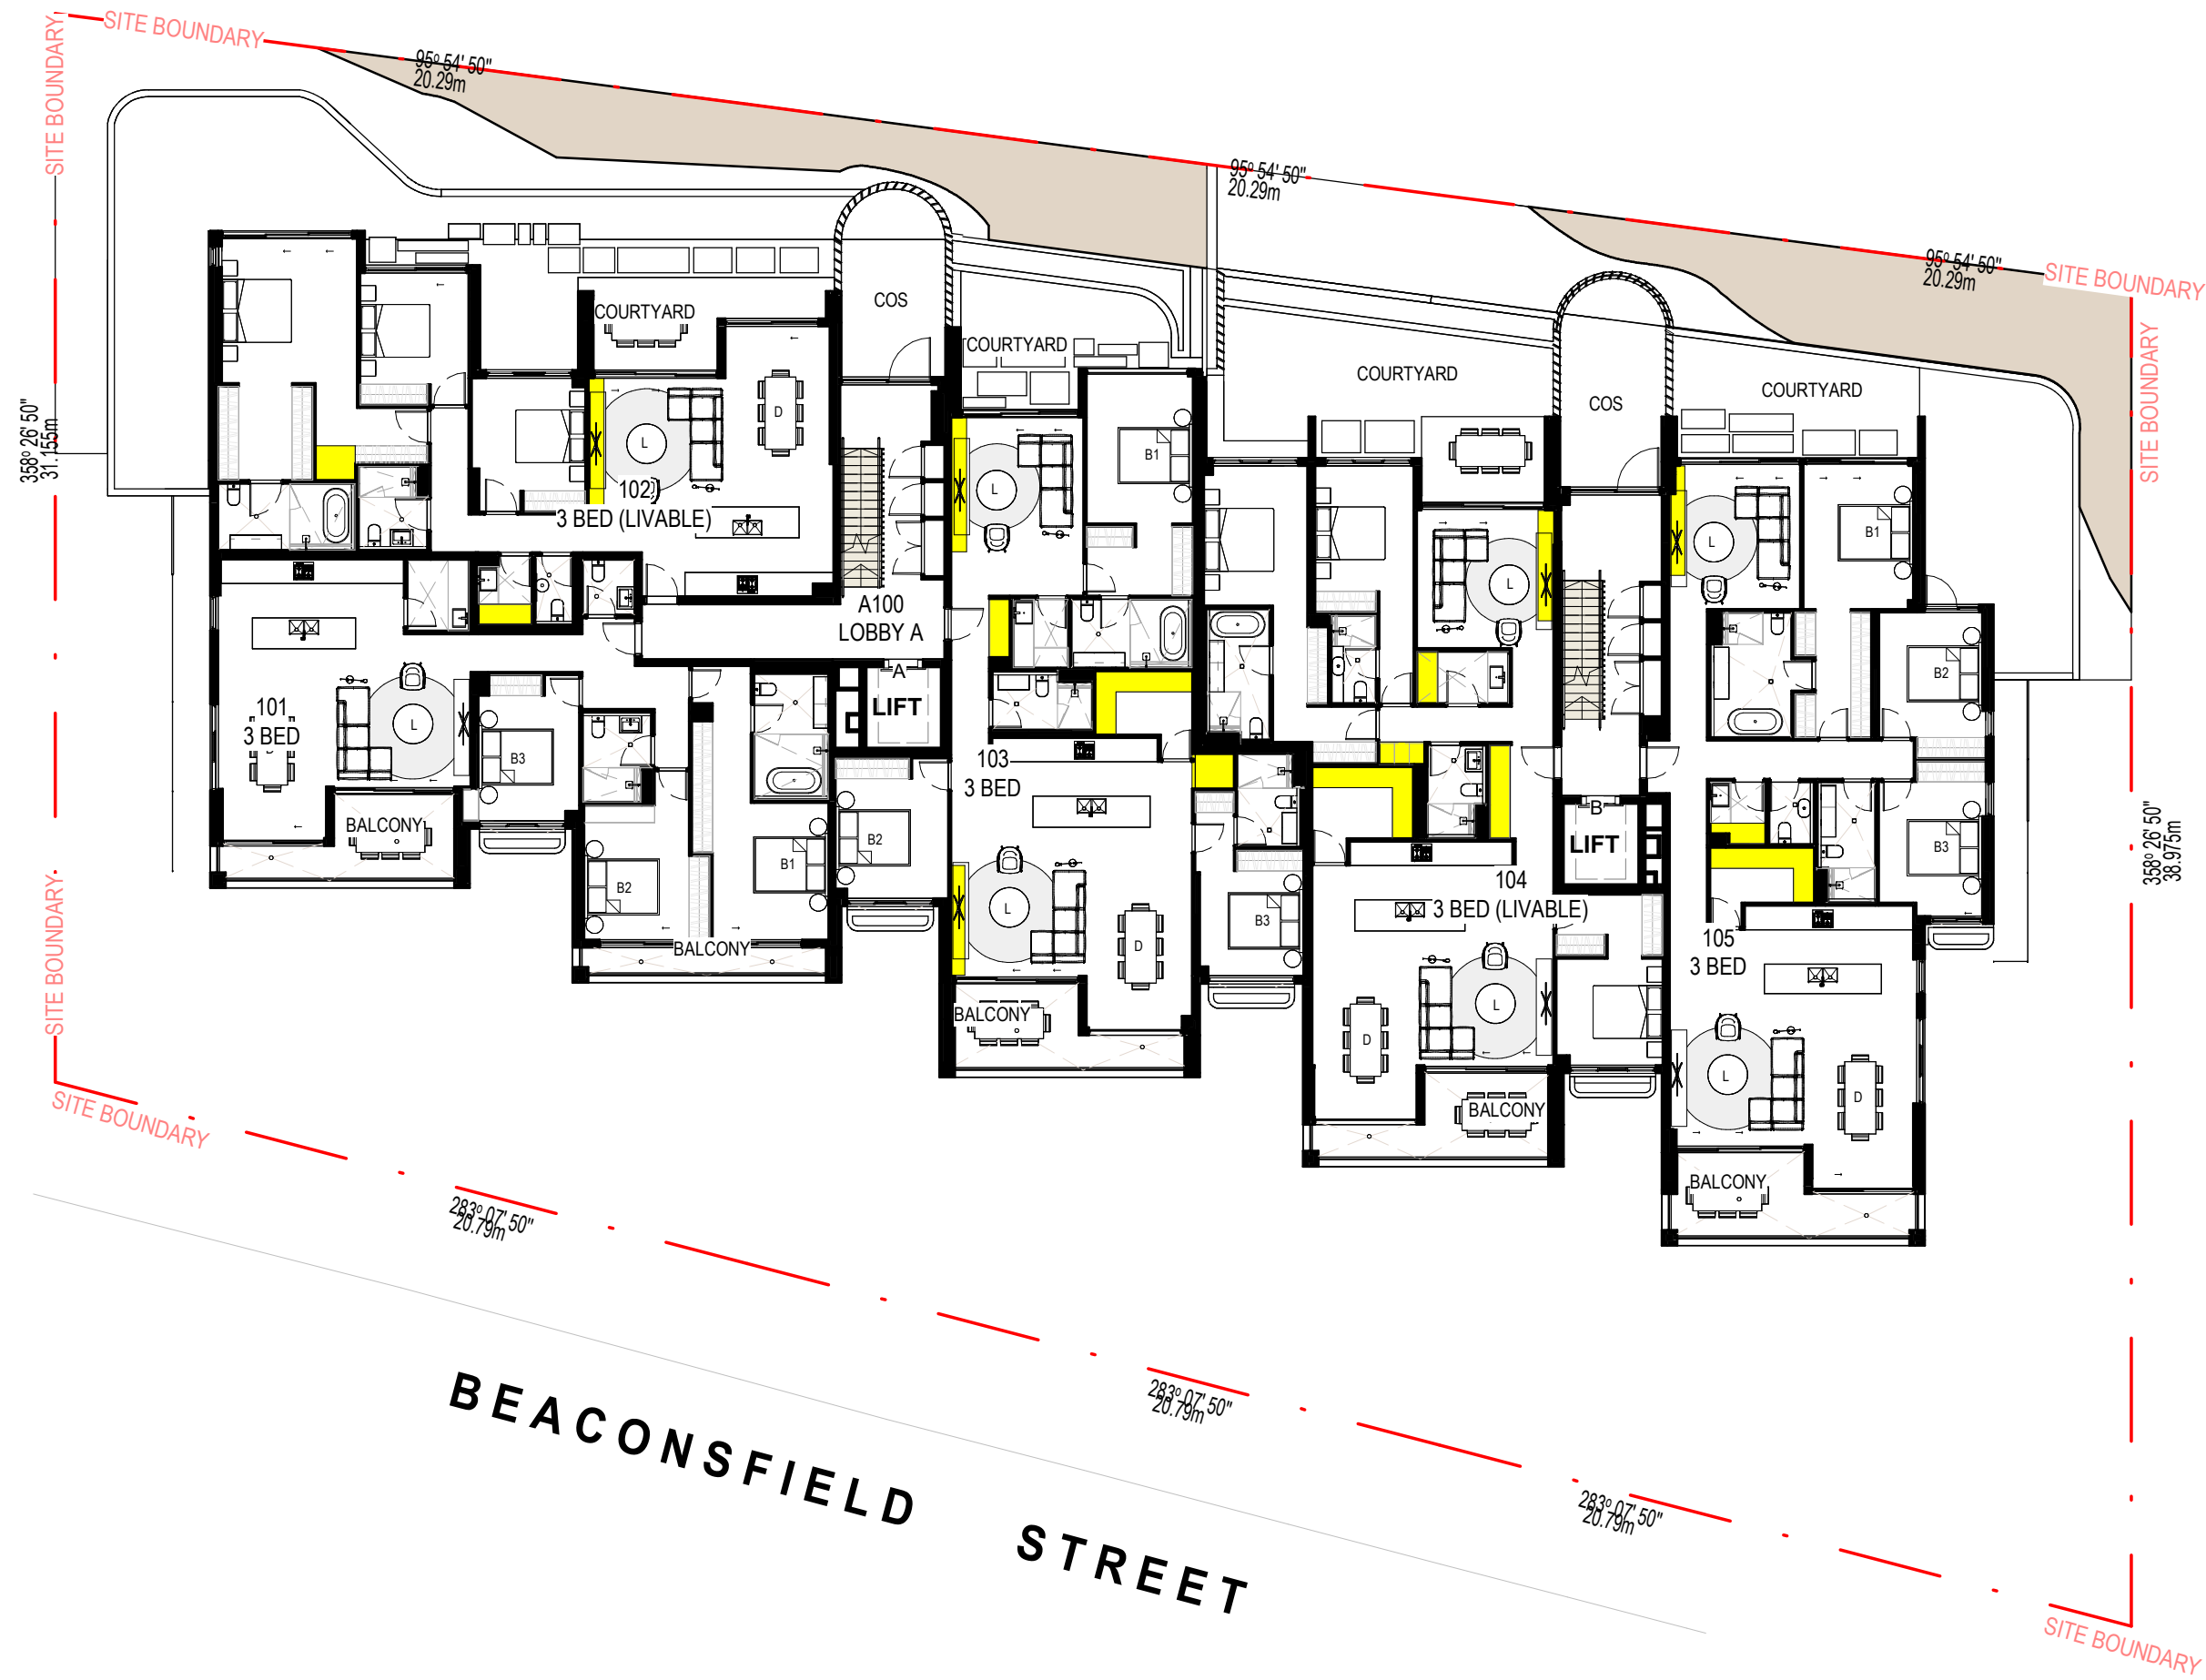 SITE BOUNDARY
SITE BOUNDARY
95° 54' 50"
20.29m
95° 54' 50"
20.29m
95° 54' 50"
20.29m
SITE BOUNDARY
SITE BOUNDARY
358° 26' 50"
31.155m
COS
COURTYARD
COURTYARD
COURTYARD
COURTYARD
COS
D
L
B1
L
102
3 BED (LIVABLE)
L
B1
L
A100
LOBBY A
A
LIFT
B2
101
3 BED
L
B3
103
3 BED
BALCONY
B2
B
LIFT
B3
B2
B1
104
3 BED (LIVABLE)
L
B3
D
105
3 BED
BALCONY
BALCONY
L
D
L
D
BALCONY
BALCONY
358° 26' 50"
38.975m
SITE BOUNDARY
SITE BOUNDARY
283° 07' 50"
20.79m
283° 07' 50"
20.79m
283° 07' 50"
20.79m
BEACONSFIELD STREET
SITE BOUNDARY